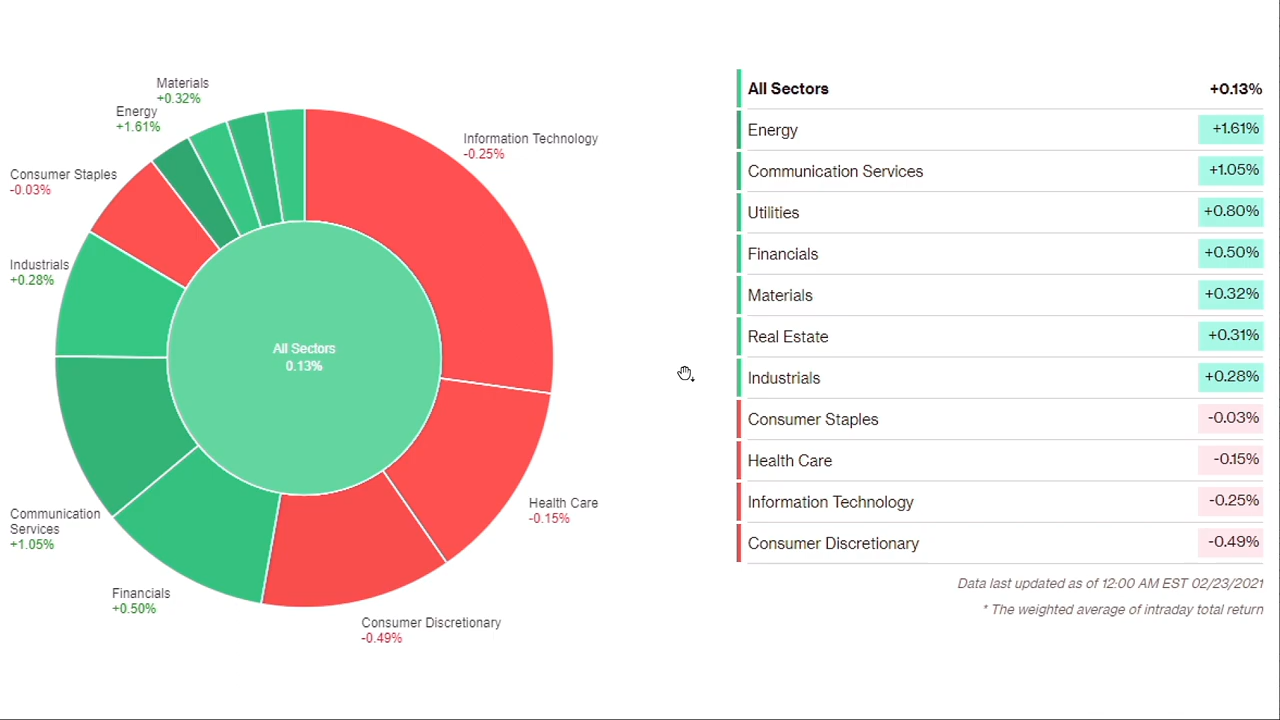 Materials
+0.32%
Energy
+1.61%
Information Technology
-0.25%
Consumer Staples
-0.03%
Industrials
+0.28%
All Sectors
0.13%
Communication
Services
+1.05%
Health Care
-0.15%
Financials
+0.50%
Consumer Discretionary
-0.49%
All Sectors +0.13%
Energy +1.61%
Communication Services +1.05%
Utilities +0.80%
Financials +0.50%
Materials +0.32%
Real Estate +0.31%
Industrials +0.28%
Consumer Staples -0.03%
Health Care -0.15%
Information Technology -0.25%
Consumer Discretionary -0.49%
Data last updated as of 12:00 AM EST 02/23/2021
* The weighted average of intraday total return